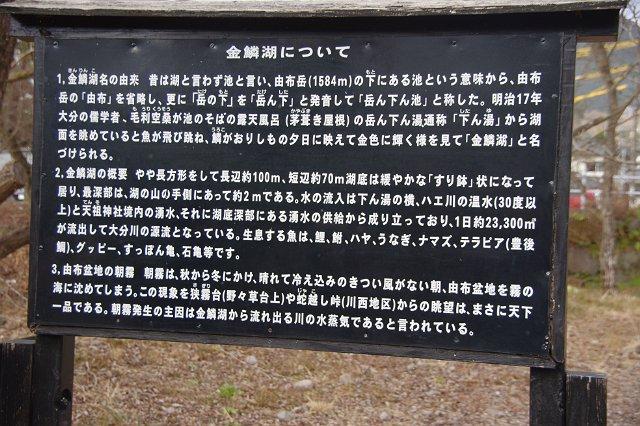 金鱗湖について
1,金鱗湖名の由来 昔は湖と言わず池と言い、由布岳(1584m)の下にある池という意味から、由布
岳の「由布」を省略し、更に「岳の下」を「岳ん下」と発音して「岳ん下ん池」と称した。明治17年
大分の儒学者、毛利空桑が池のそばの露天風呂(茅葺き屋根)の岳ん下ん湯通称「下ん湯」から湖
面を眺めていると魚が飛び跳ね、鱗がおりしもの夕日に映えて金色に輝く様を見て「金鱗湖」と名
づけられる。
2,金鱗湖の概要 やや長方形をして長辺約100m、短辺約70m湖底は緩やかな「すり鉢」状になって
居り、最深部は、湖の山の手側にあって約2mである。水の流入は下ん湯の横、ハエ川の温水(30度以
上)と天祖神社境内の湧水、それに湖底深部にある湧水の供給から成り立っており、1日約23,300㎥
が流出して大分川の源流となっている。生息する魚は、鯉、鮒、ハヤ、うなぎ、ナマズ、テラピア(豊後
鯛)、グッピー、すっぽん亀、石亀等です。
3,由布盆地の朝霧 朝霧は、秋から冬にかけ、晴れて冷え込みのきつい風がない朝、由布盆地を霧の
海に沈めてしまう。この現象を狭霧台(野々草台上)や蛇越し峠(川西地区)からの眺望は、まさに天下
一品である。朝霧発生の主因は金鱗湖から流れ出る川の水蒸気であると言われている。